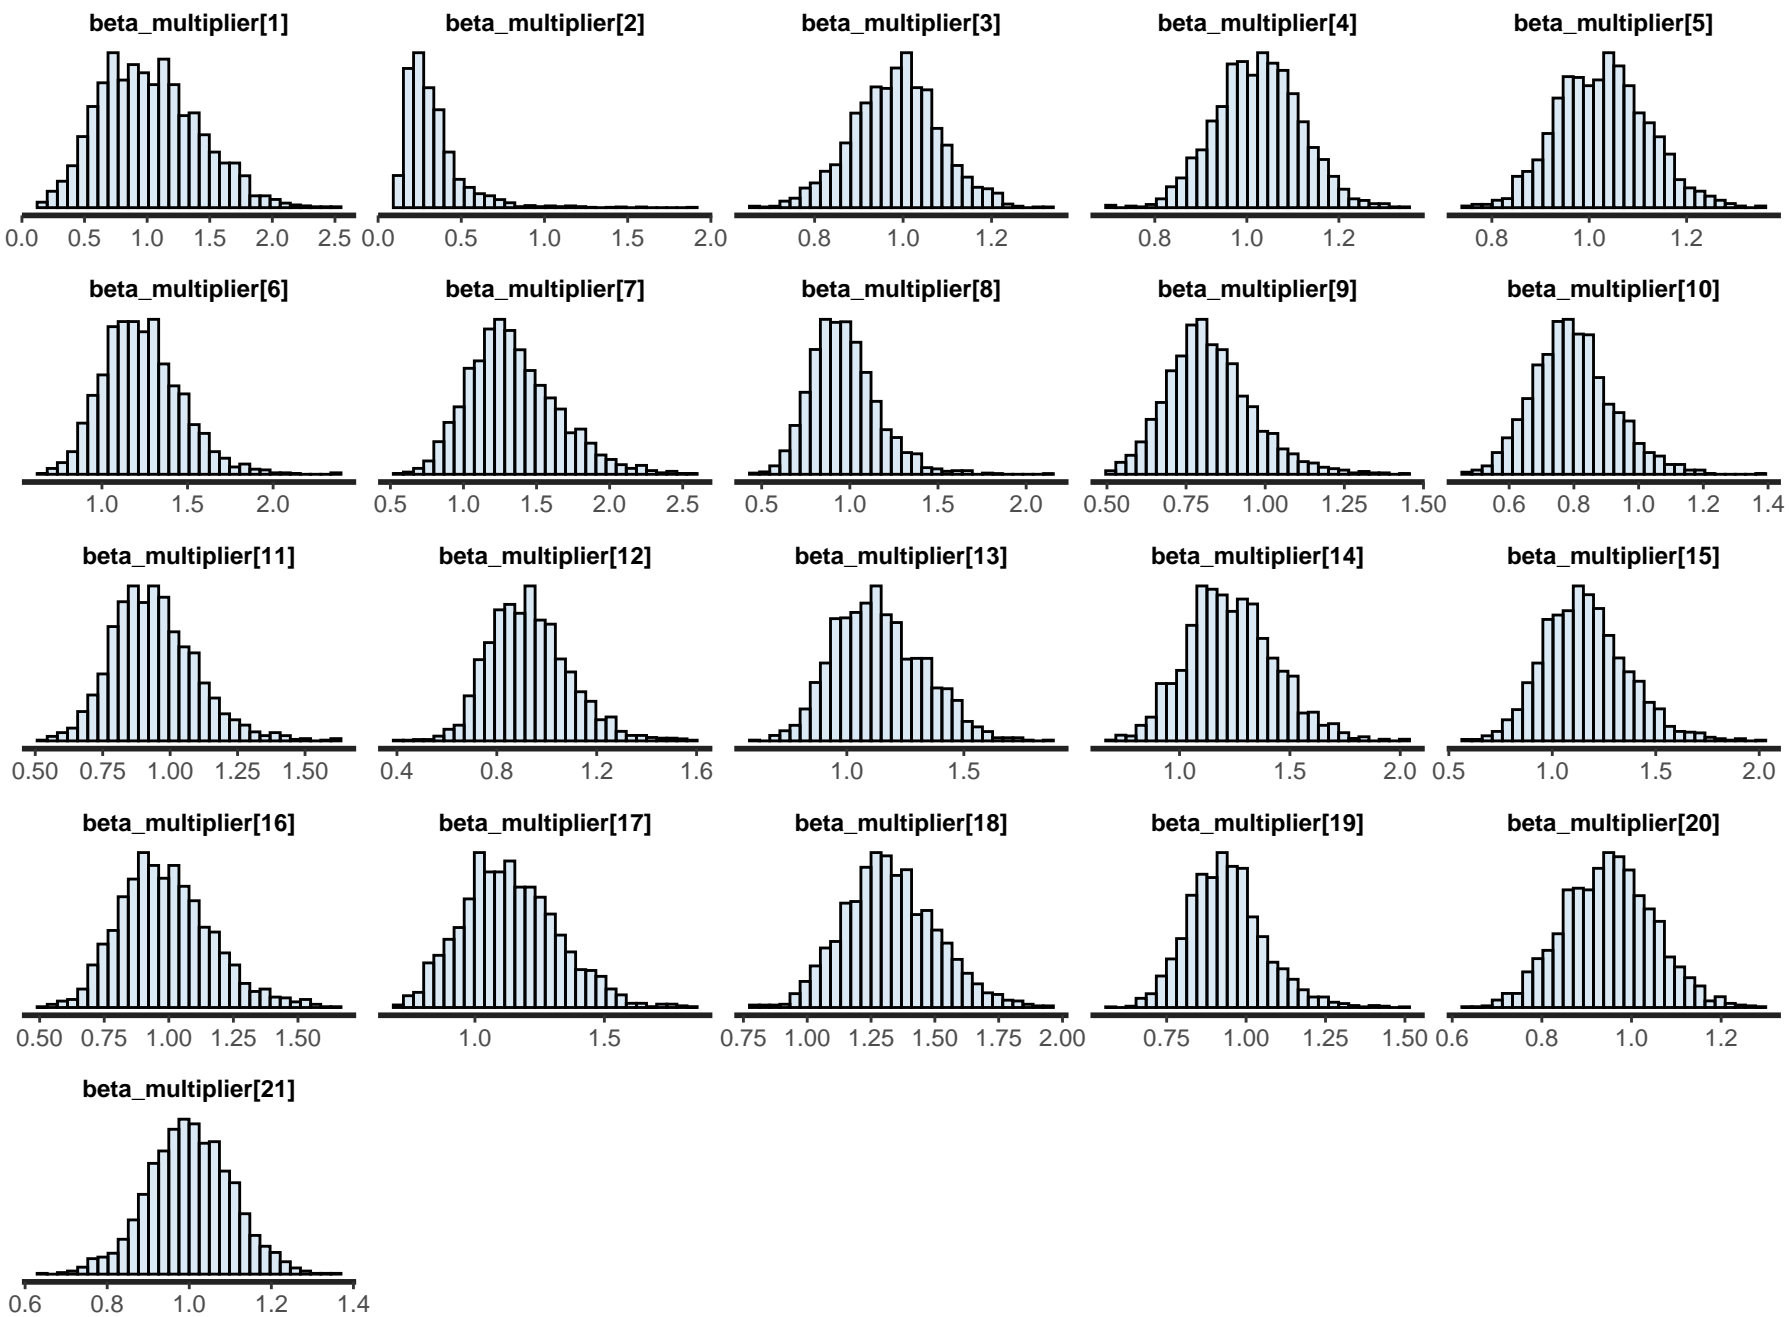 beta_multiplier[1] beta_multiplier[2] beta_multiplier[3] beta_multiplier[4] beta_multiplier[5]
0.0 0.5 1.0 1.5 2.0 2.5 0.0 0.5 1.0 1.5 2.0 0.8 1.0 1.2 0.8 1.0 1.2 0.8 1.0 1.2
beta_multiplier[6] beta_multiplier[7] beta_multiplier[8] beta_multiplier[9] beta_multiplier[10]
1.0 1.5 2.0 0.5 1.0 1.5 2.0 2.5 0.5 1.0 1.5 2.0 0.50 0.75 1.00 1.25 1.50 0.6 0.8 1.0 1.2 1.4
beta_multiplier[11] beta_multiplier[12] beta_multiplier[13] beta_multiplier[14] beta_multiplier[15]
0.50 0.75 1.00 1.25 1.50 0.4 0.8 1.2 1.6 1.0 1.5 1.0 1.5 2.0 0.5 1.0 1.5 2.0
beta_multiplier[16] beta_multiplier[17] beta_multiplier[18] beta_multiplier[19] beta_multiplier[20]
0.50 0.75 1.00 1.25 1.50 1.0 1.5 0.75 1.00 1.25 1.50 1.75 2.00 0.75 1.00 1.25 1.50 0.6 0.8 1.0 1.2
beta_multiplier[21]
0.6 0.8 1.0 1.2 1.4